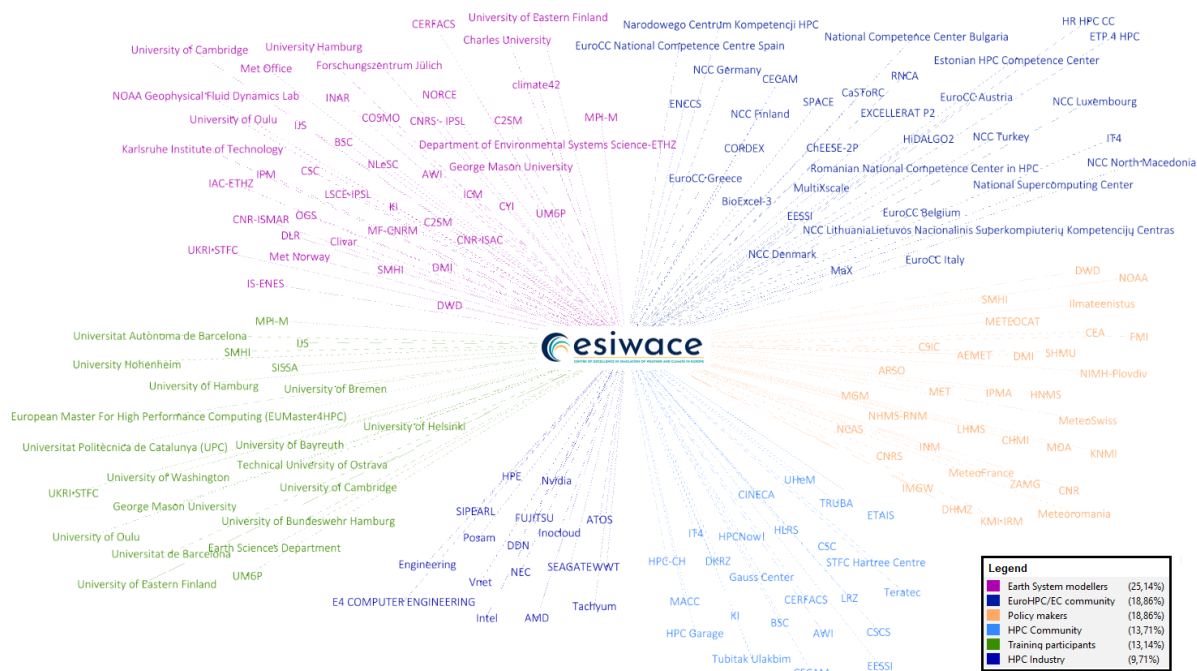 University of Eastern Finland
CERFACS
Charles University
University of Cambridge
University Hamburg
Met Office
Forschungszentrum Jülich
climate42
NOAA Geophysical Fluid Dynamics Lab
INAR
NORCE
University of Oulu
IJS
COSMO
CNRS - IPSL
C2SM
MPI-M
BSC
Department of Environmental Systems Science-ETHZ
Karlsruhe Institute of Technology
NLeSC
George Mason University
IPM
CSC
AWI
IAC-ETHZ
LSCE-IPSL
ICM
KI
CYI
UM6P
CNR-ISMAR
OGS
C2SM
MF-CNRM
DLR
Clivar
CNR-ISAC
UKRI-STFC
Met Norway
SMHI
DMI
IS-ENES
DWD
Narodowego Centrum Kompetencji HPC
HR HPC CC
National Competence Center Bulgaria
ETP 4 HPC
EuroCC National Competence Centre Spain
Estonian HPC Competence Center
NCC Germany
CECAM
RNCA
CaSToRC
ENCCS
SPACE
EuroCC Austria
NCC Luxembourg
NCC Finland
EXCELLERAT P2
HiDALGO2
NCC Turkey
IT4
CORDEX
ChEESE-2P
NCC North Macedonia
Romanian National Competence Center in HPC
EuroCC Greece
MultiXscale
National Supercomputing Center
BioExcel-3
EESSI
EuroCC Belgium
NCC LithuaniaLietuvos Nacionalinis Superkompiuterių Kompetencijų Centras
NCC Denmark
MaX
EuroCC Italy
DWD
NOAA
SMHI
Ilmateenistus
METEOCAT
CEA
FMI
CSIC
AEMET
DMI
SHMU
ARSO
NIMH-Plovdiv
MGM
MET
IPMA
HNMS
NHMS-RNM
MeteoSwiss
NCAS
LHMS
CHMI
INM
MOA
CNRS
KNMI
MeteoFrance
IMGW
ZAMG
CNR
DHMZ
KMI-IRM
Meteoromania
esiwace
CENTRE OF EXCELLENCE IN SIMULATION OF WEATHER AND CLIMATE IN EUROPE
MPI-M
Universitat Autònoma de Barcelona
IJS
SMHI
University Hohenheim
SISSA
University of Hamburg
University of Bremen
European Master For High Performance Computing (EUMaster4HPC)
University of Helsinki
Universitat Politècnica de Catalunya (UPC)
University of Bayreuth
Technical University of Ostrava
University of Washington
University of Cambridge
UKRI-STFC
George Mason University
University of Bundeswehr Hamburg
University of Oulu
Universitat de Barcelona
Earth Science's Department
UM6P
University of Eastern Finland
HPE
Nvidia
SIPEARL
FUJITSU
ATOS
Posam
Inocloud
DDN
Engineering
NEC
SEAGATE
WWT
Vnet
E4 COMPUTER ENGINEERING
Tachyum
Intel
AMD
UHeM
CINECA
TRUBA
ETAIS
IT4
HPCNow!
HLRS
CSC
HPC-CH
DKRZ
STFC Hartree Centre
Gauss Center
Teratec
MACC
CERFACS
LRZ
KI
BSC
HPC Garage
AWI
CSCS
Tubitak Ulakbim
CECAM
EESSI
Legend
Earth System modellers (25,14%)
EuroHPC/EC community (18,86%)
Policy makers (18,86%)
HPC Community (13,71%)
Training participants (13,14%)
HPC Industry (9,71%)